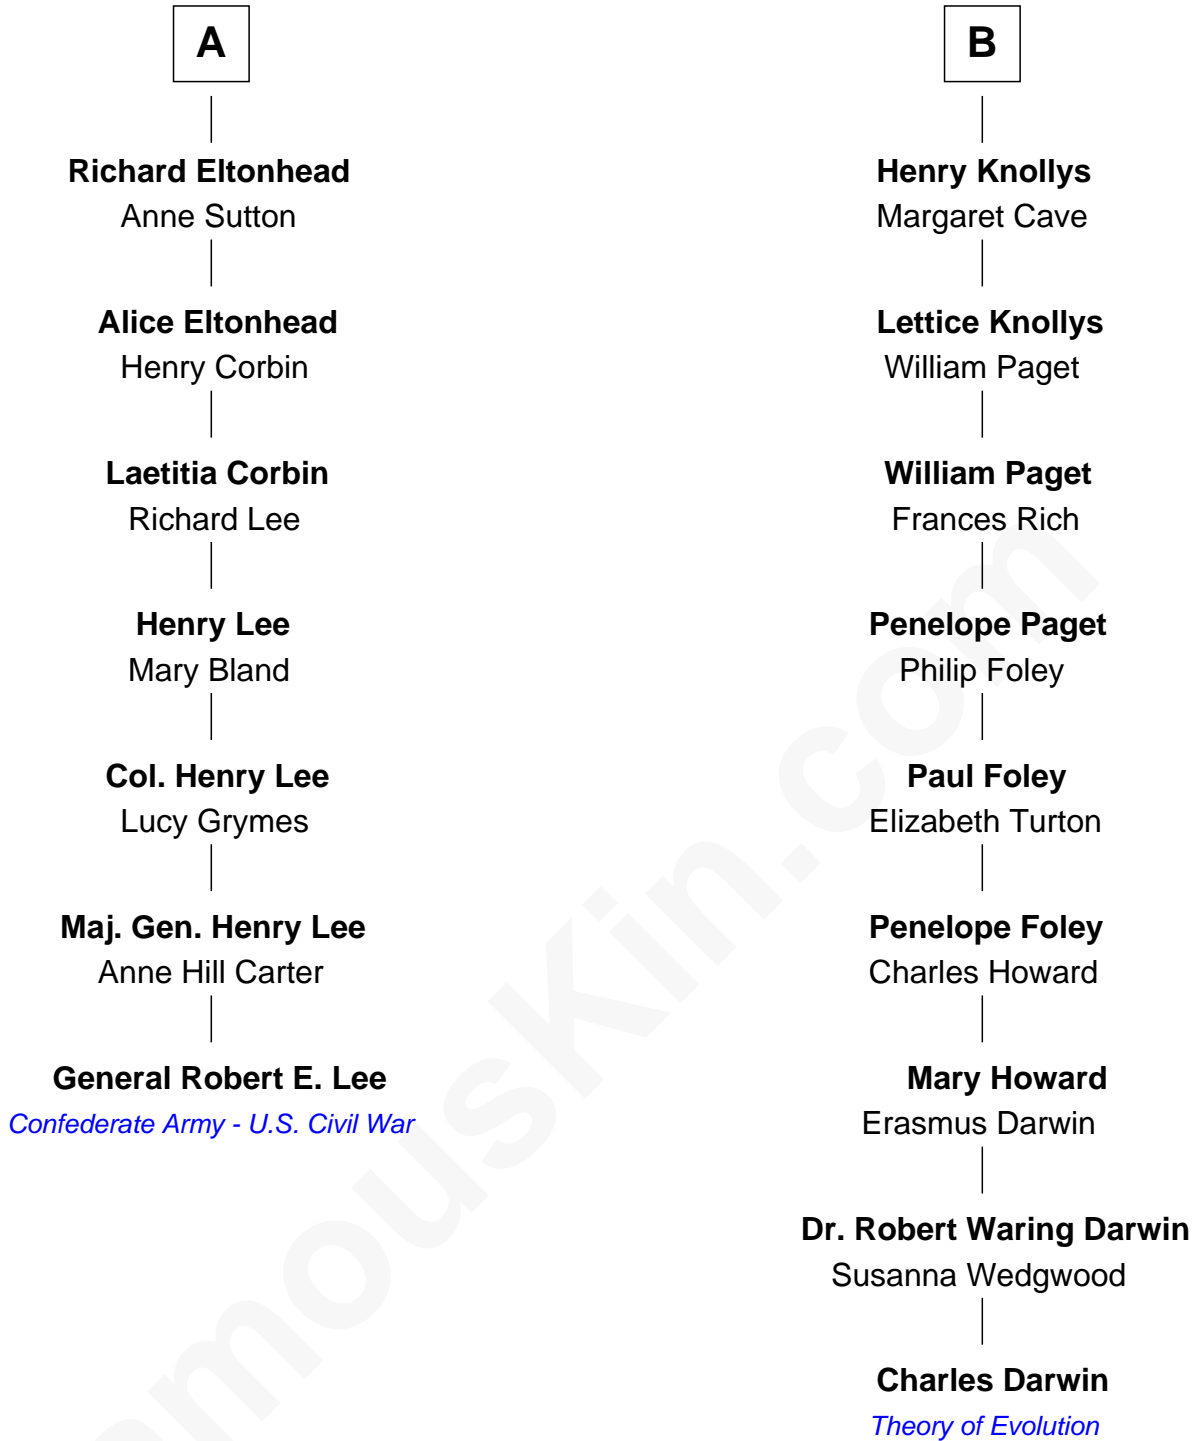 A
Richard Eltonhead
Anne Sutton
Alice Eltonhead
Henry Corbin
Laetitia Corbin
Richard Lee
Henry Lee
Mary Bland
Col. Henry Lee
Lucy Grymes
Maj. Gen. Henry Lee
Anne Hill Carter
General Robert E. Lee
Confederate Army - U.S. Civil War
B
Henry Knollys
Margaret Cave
Lettice Knollys
William Paget
William Paget
Frances Rich
Penelope Paget
Philip Foley
Paul Foley
Elizabeth Turton
Penelope Foley
Charles Howard
Mary Howard
Erasmus Darwin
Dr. Robert Waring Darwin
Susanna Wedgwood
Charles Darwin
Theory of Evolution
amouskin.com